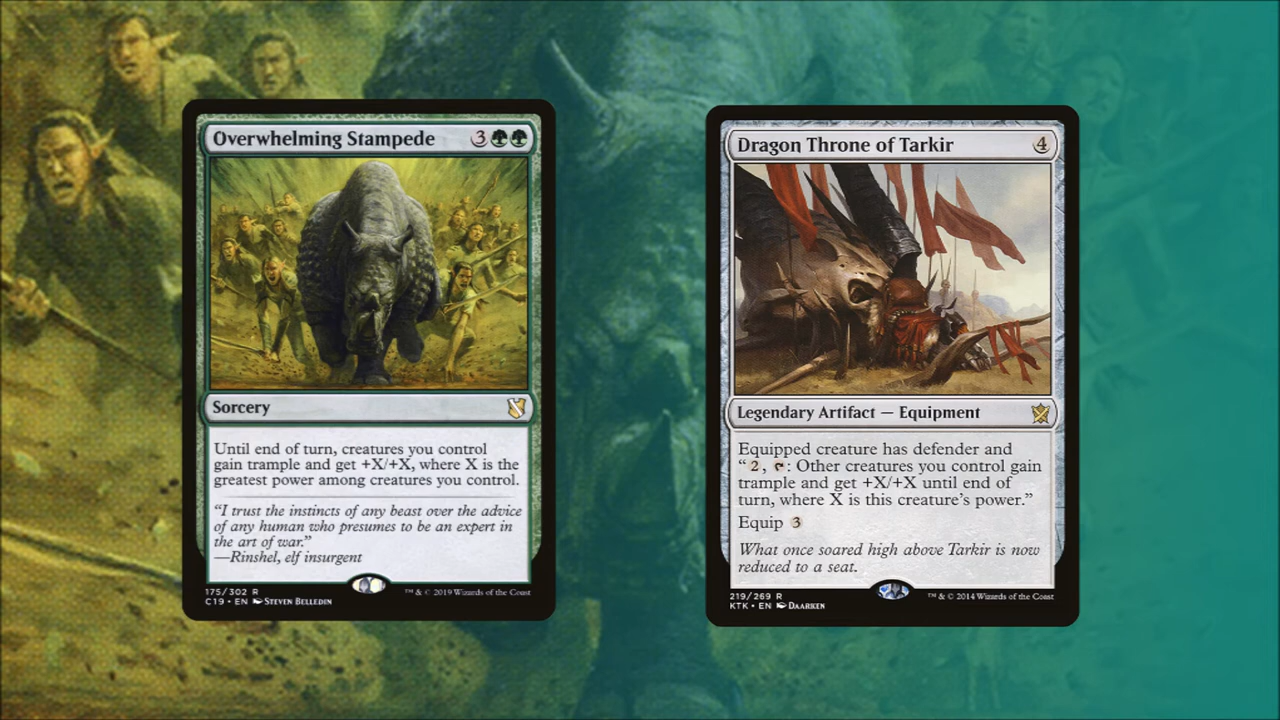 Overwhelming Stampede 3
Sorcery
Until end of turn, creatures you control
gain trample and get +X/+X, where X is the
greatest power among creatures you control.
“I trust the instincts of any beast over the advice
of any human who presumes to be an expert in
the art of war.”
—Rinshel, elf insurgent
175/302 R
C19 • EN Steven Belledin
™ & © 2019 Wizards of the Coast
Dragon Throne of Tarkir 4
Legendary Artifact — Equipment
Equipped creature has defender and
“2, : Other creatures you control gain
trample and get +X/+X until end of
turn, where X is this creature’s power.”
Equip 3
What once soared high above Tarkir is now
reduced to a seat.
219/269 R
KTK • EN Daarken
™ & © 2014 Wizards of the Coast